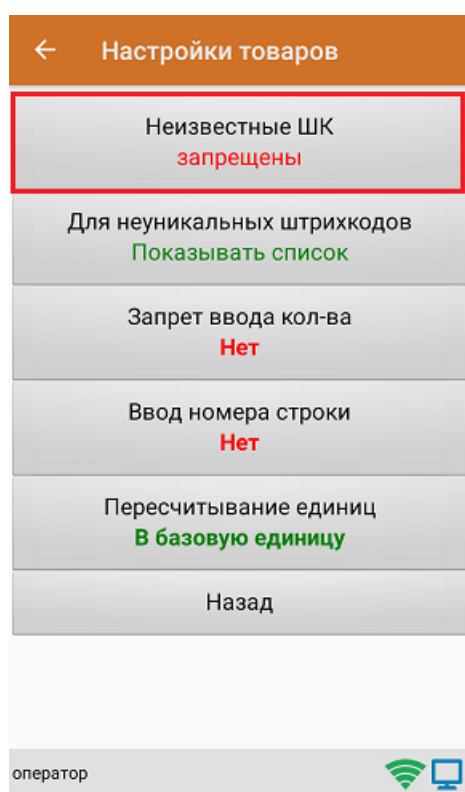 Настройки товаров
Неизвестные ШК
запрещены
Для неуникальных штрихкодов
Показывать список
Запрет ввода кол-ва
Нет
Ввод номера строки
Нет
Пересчитывание единиц
В базовую единицу
Назад
оператор